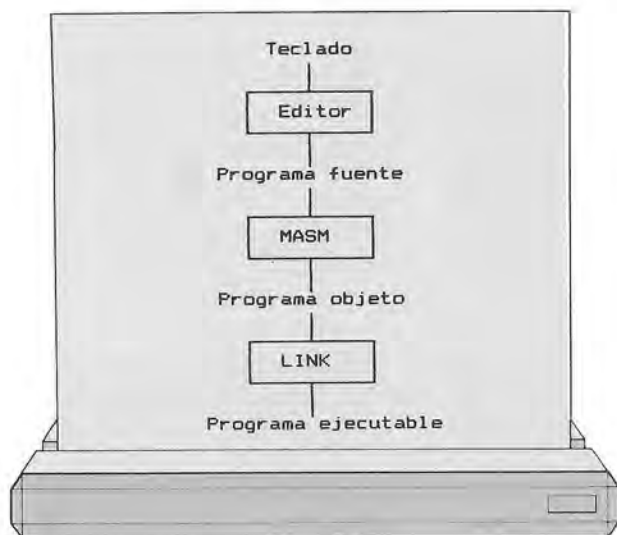 Teclado
Editor
Programa fuente
MASM
Programa objeto
LINK
Programa ejecutable